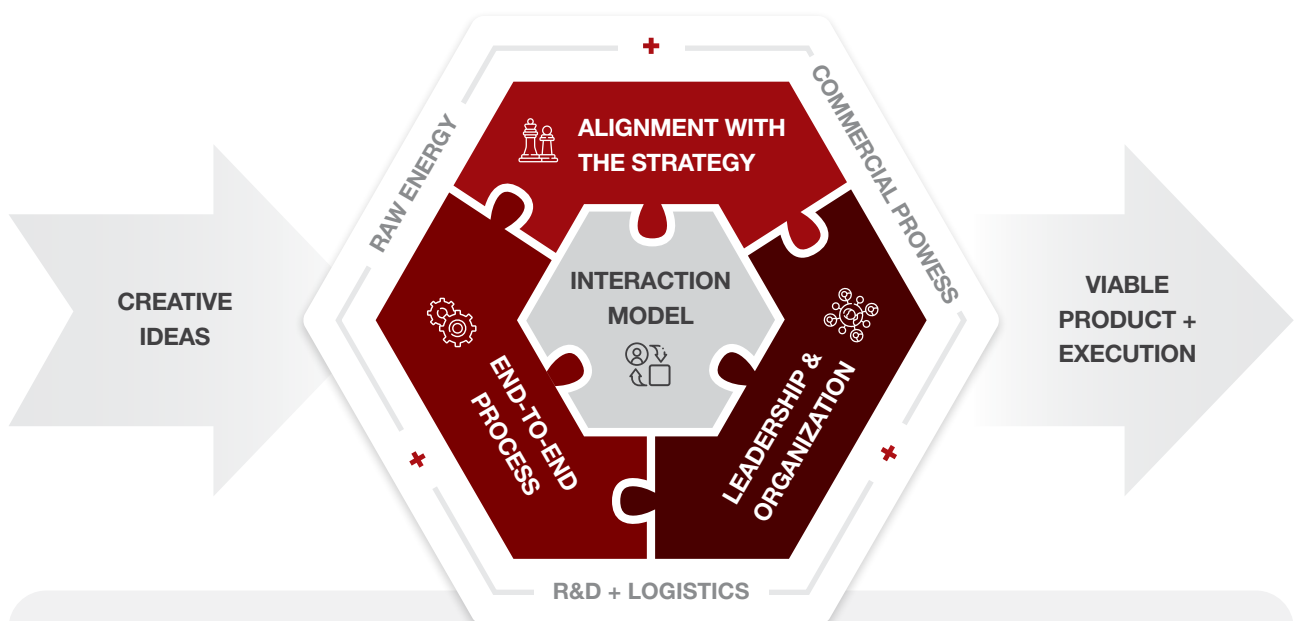 RAW ENERGY
COMMERCIAL PROWESS
ALIGNMENT WITH
THE STRATEGY
CREATIVE
IDEAS
INTERACTION
MODEL
VIABLE
PRODUCT +
EXECUTION
END-TO-END
PROCESS
LEADERSHIP &
ORGANIZATION
R&D + LOGISTICS